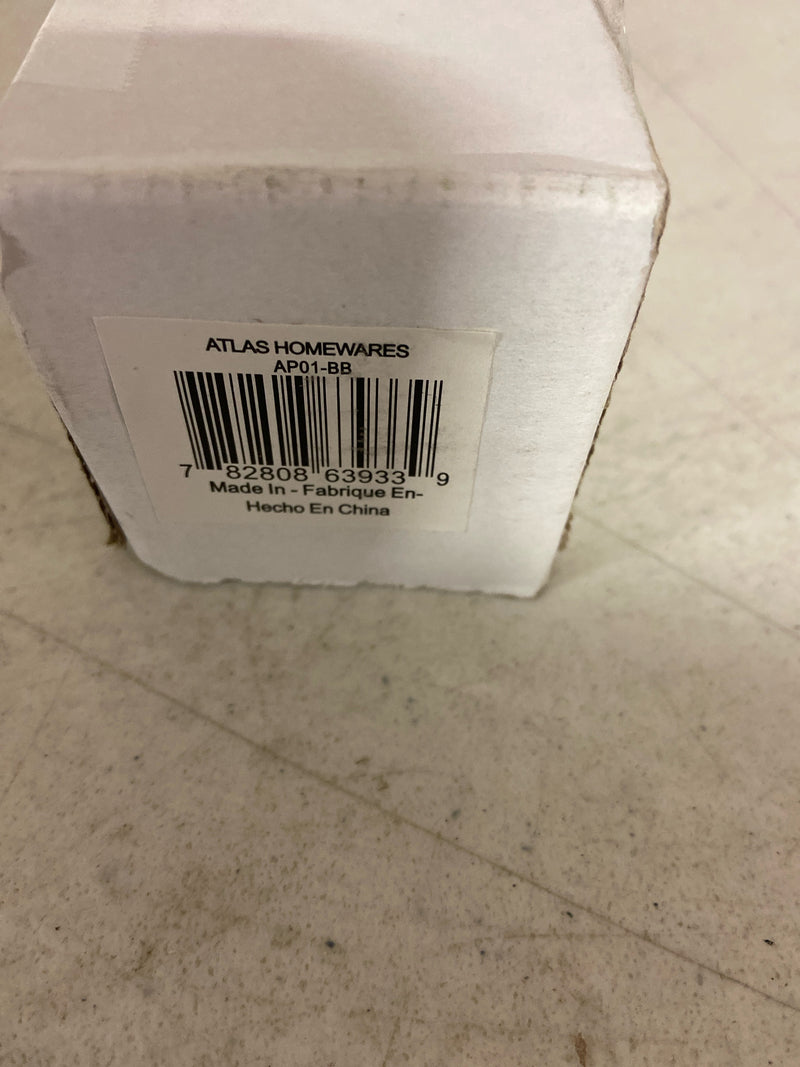 ATLAS HOMEWARES
AP01-BB
7 82808 63933 9
Made In - Fabrique En-
Hecho En China